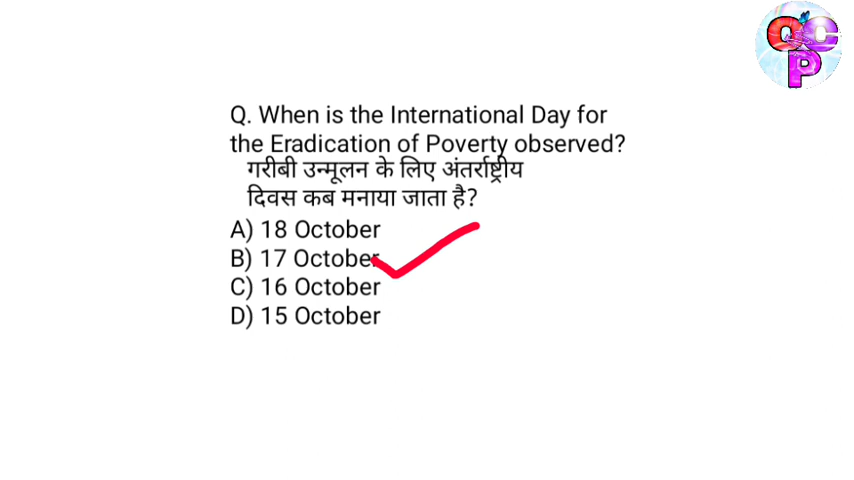 QCP
Q. When is the International Day for
the Eradication of Poverty observed?
गरीबी उन्मूलन के लिए अंतर्राष्ट्रीय
दिवस कब मनाया जाता है?
A) 18 October
B) 17 October
C) 16 October
D) 15 October